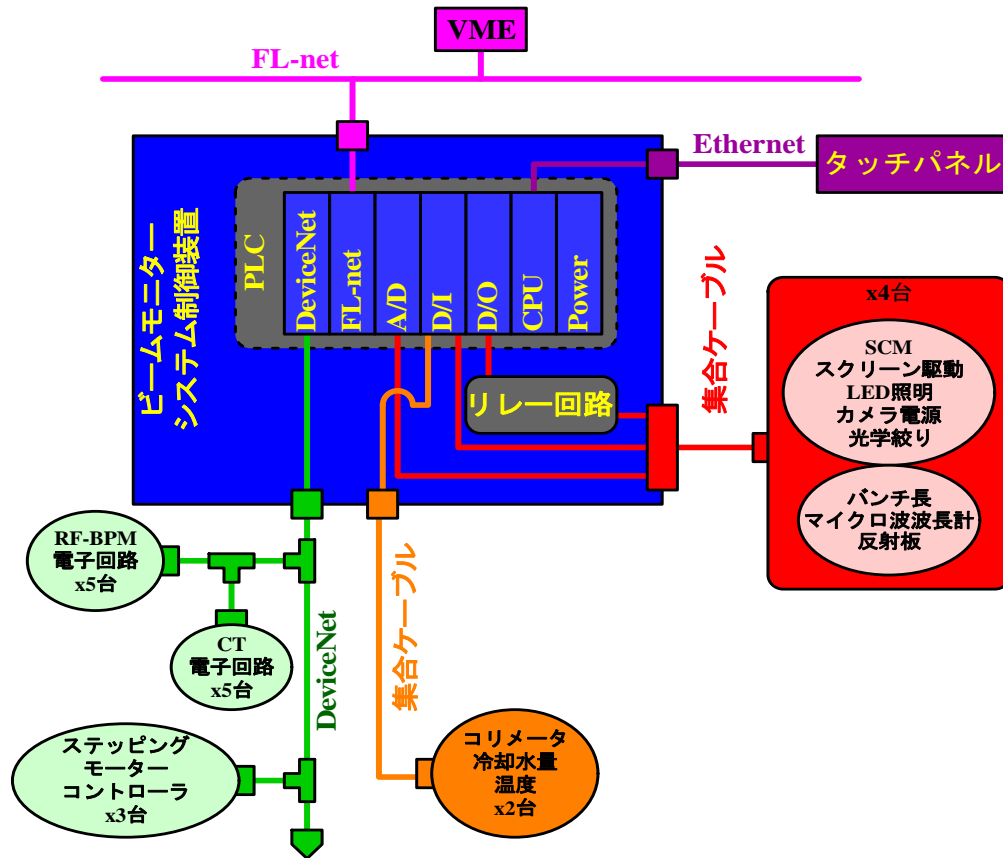 VME
FL-net
Ethernet
タッチパネル
ビームモニター
システム制御装置
PLC
DeviceNet
FL-net
A/D
D/I
D/O
CPU
Power
リレー回路
集合ケーブル
x4台
SCM
スクリーン駆動
LED照明
カメラ電源
光学絞り
バンチ長
マイクロ波波長計
反射板
RF-BPM
電子回路
x5台
CT
電子回路
x5台
DeviceNet
集合ケーブル
ステッピング
モーター
コントローラ
x3台
コリメータ
冷却水量
温度
x2台